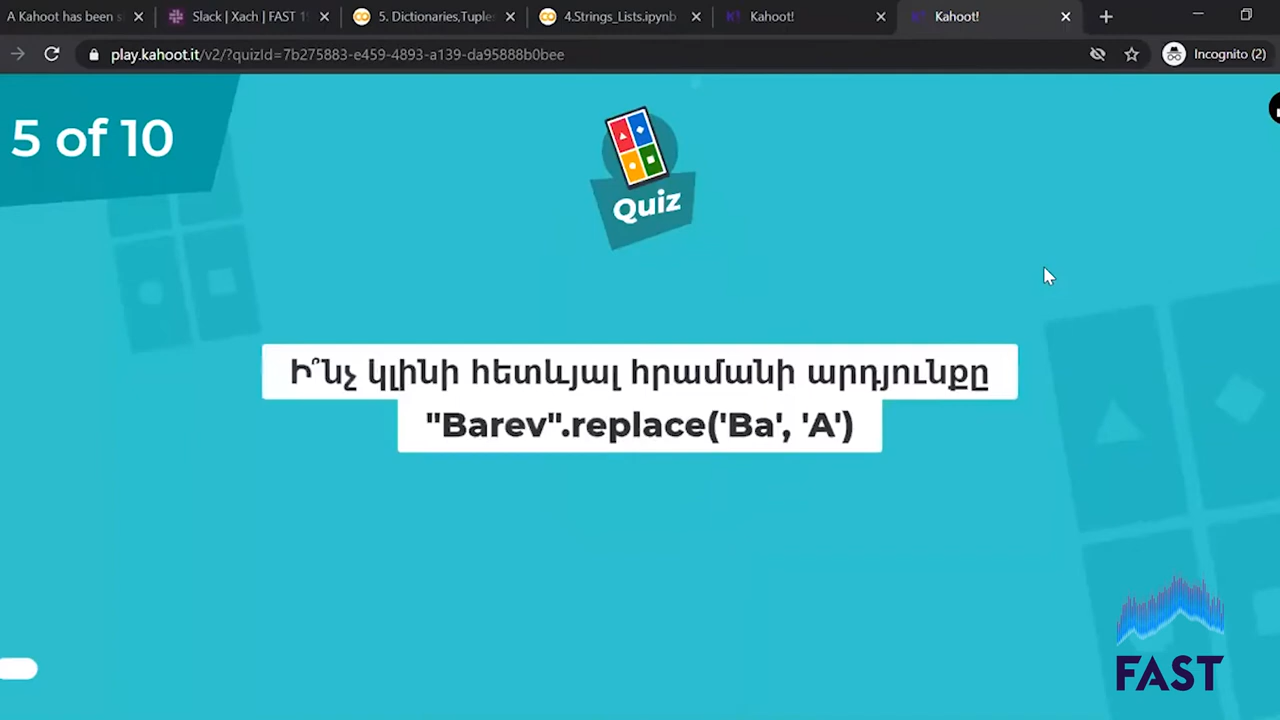 A Kahoot has been s
Slack | Xach | FAST 1
5. Dictionaries,Tuple
4.Strings_Lists.ipynb
Kahoot!
Kahoot!
play.kahoot.it/v2/?quizId=7b275883-e459-4893-a139-da95888b0bee
Incognito (2)
5 of 10
Quiz
Ի՞նչ կլինի հետևյալ հրամանի արդյունքը
"Barev".replace('Ba', 'A')
FAST